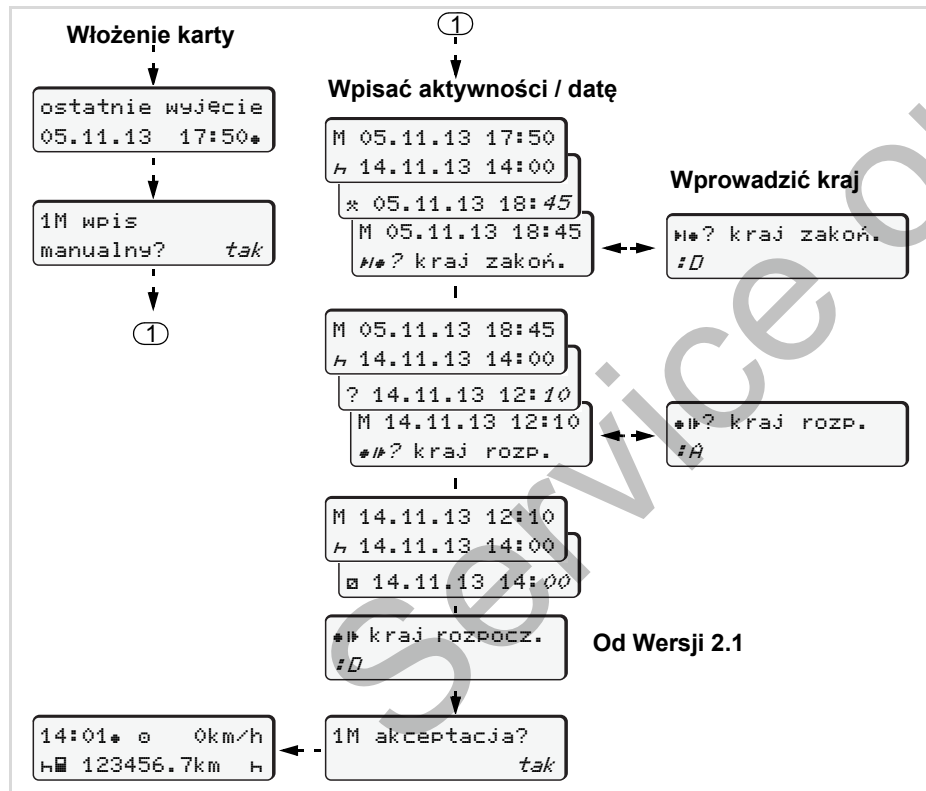 Włożenie karty
ostatnie wyjęcie
05.11.13 17:50
1M wpis
manualny? tak
1
1
Wpisać aktywności / datę
M 05.11.13 17:50
14.11.13 14:00
05.11.13 18:45
M 05.11.13 18:45
? kraj zakoń.
Wprowadzić kraj
? kraj zakoń.
:D
M 05.11.13 18:45
14.11.13 14:00
? 14.11.13 12:10
M 14.11.13 12:10
? kraj rozp.
? kraj rozp.
:A
M 14.11.13 12:10
14.11.13 14:00
14.11.13 14:00
kraj rozpocz.
:D
Od Wersji 2.1
1M akceptacja?
tak
14:01 0km/h
123456.7km
Service